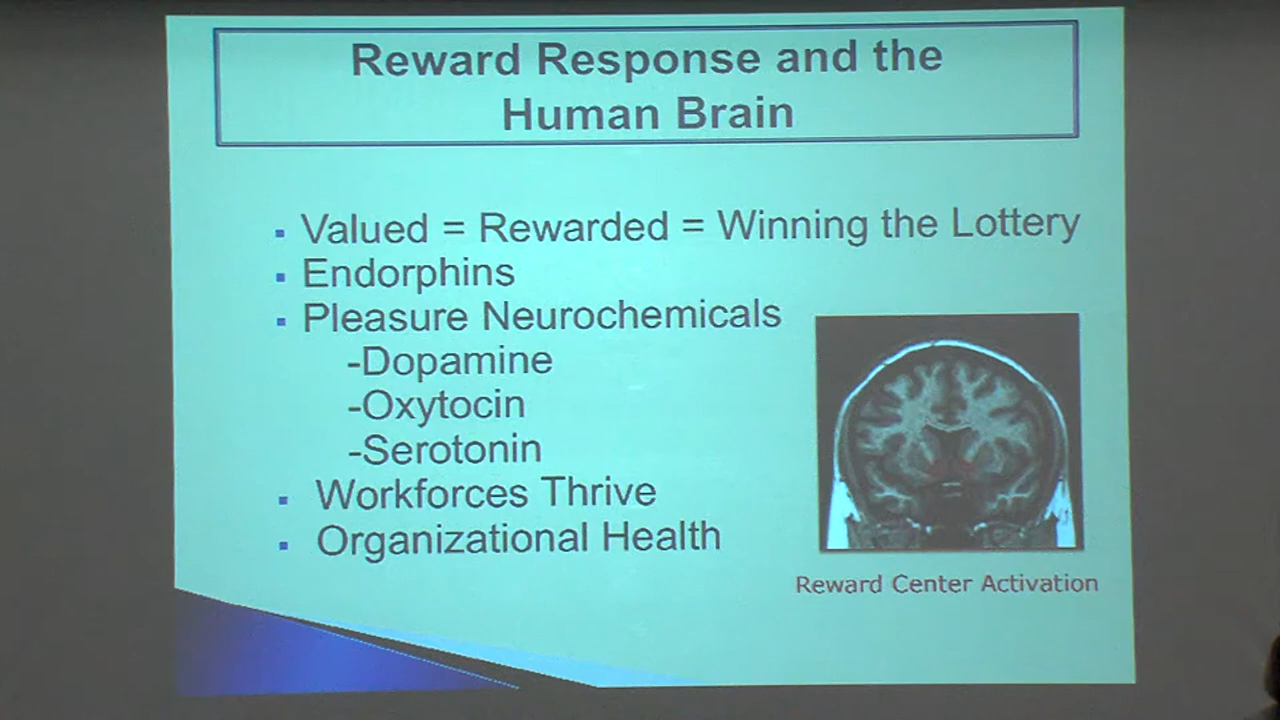 Reward Response and the
Human Brain
▪ Valued = Rewarded = Winning the Lottery
▪ Endorphins
▪ Pleasure Neurochemicals
-Dopamine
-Oxytocin
-Serotonin
▪ Workforces Thrive
▪ Organizational Health
Reward Center Activation